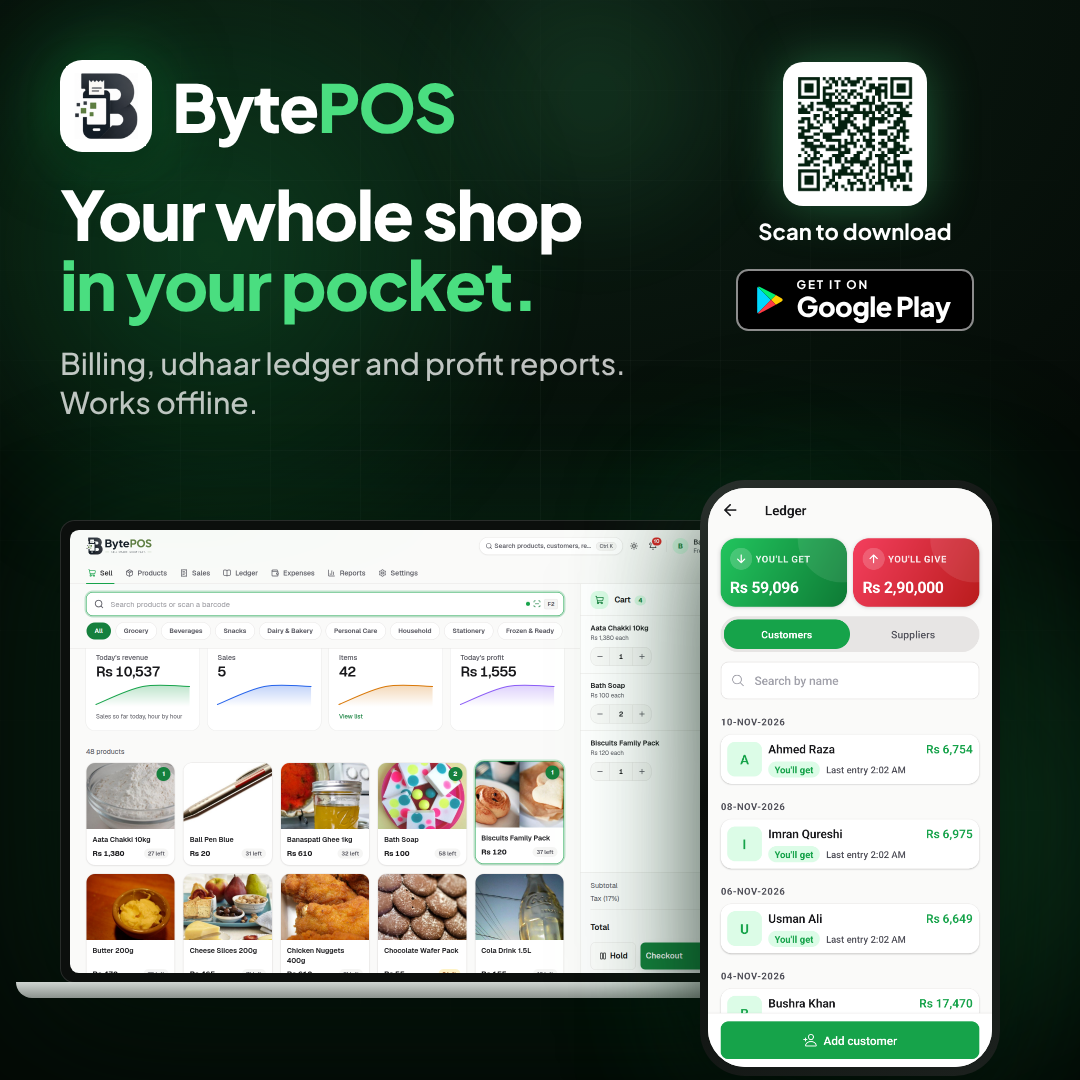 BytePOS
Your whole shop
in your pocket.
Billing, udhaar ledger and profit reports.
Works offline.
Scan to download
GET IT ON
Google Play
BytePOS
Search products, customers, re...
Ctrl K
10
B
Sell
Products
Sales
Ledger
Expenses
Reports
Settings
Search products or scan a barcode
F2
All
Grocery
Beverages
Snacks
Dairy & Bakery
Personal Care
Household
Stationery
Frozen & Ready
Today's revenue
Rs 10,537
Sales so far today, hour by hour
Sales
5
Items
42
View list
Today's profit
Rs 1,555
48 products
1
Aata Chakki 10kg
Rs 1,380
27 left
Ball Pen Blue
Rs 20
31 left
Banaspati Ghee 1kg
Rs 610
32 left
2
Bath Soap
Rs 100
58 left
1
Biscuits Family Pack
Rs 120
37 left
Butter 200g
Cheese Slices 200g
Chicken Nuggets
400g
Chocolate Wafer Pack
Cola Drink 1.5L
Cart
4
Aata Chakki 10kg
Rs 1,380 each
1
Bath Soap
Rs 100 each
2
Biscuits Family Pack
Rs 120 each
1
Subtotal
Tax (17%)
Total
Hold
Checkout
Ledger
YOU'LL GET
Rs 59,096
YOU'LL GIVE
Rs 2,90,000
Customers
Suppliers
Search by name
10-NOV-2026
A
Ahmed Raza
Rs 6,754
You'll get
Last entry 2:02 AM
08-NOV-2026
I
Imran Qureshi
Rs 6,975
You'll get
Last entry 2:02 AM
06-NOV-2026
U
Usman Ali
Rs 6,649
You'll get
Last entry 2:02 AM
04-NOV-2026
Bushra Khan
Rs 17,470
Add customer